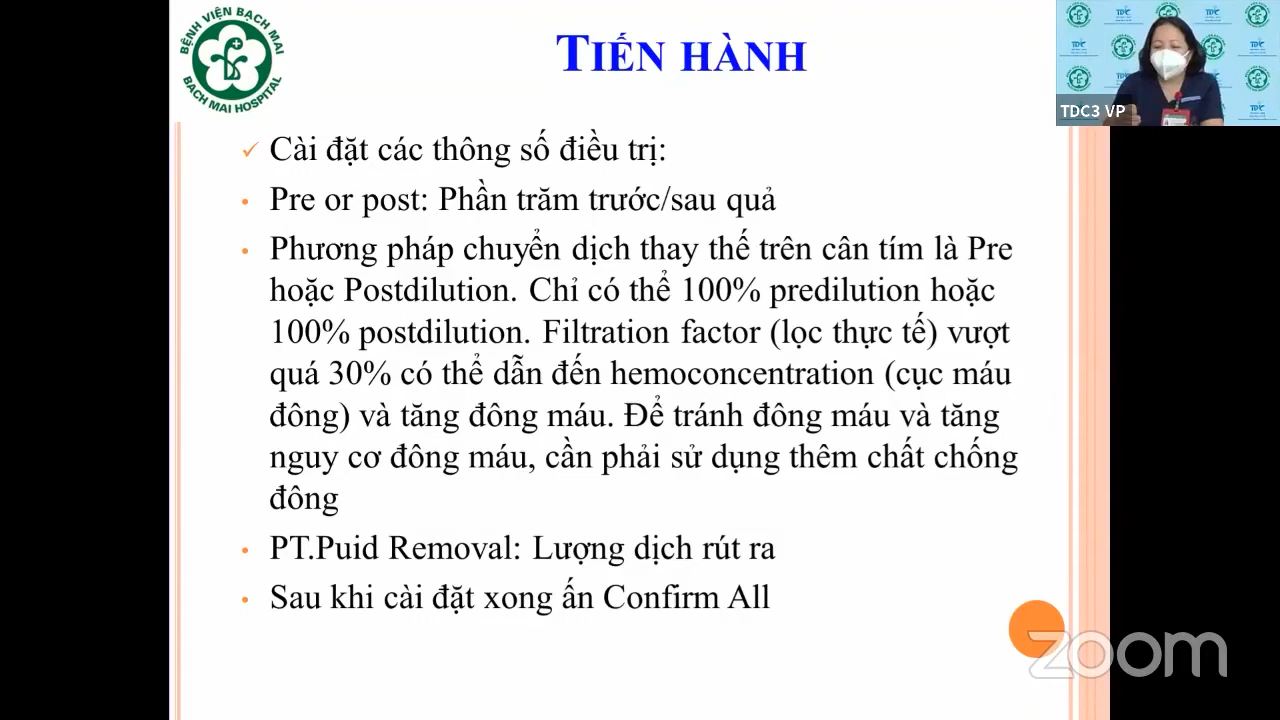 BỆNH VIỆN BẠCH MAI
BACH MAI HOSPITAL
TIẾN HÀNH
TDC3 VP
Cài đặt các thông số điều trị:
Pre or post: Phần trăm trước/sau quả
Phương pháp chuyển dịch thay thế trên cân tím là Pre
hoặc Postdilution. Chỉ có thể 100% predilution hoặc
100% postdilution. Filtration factor (lọc thực tế) vượt
quá 30% có thể dẫn đến hemoconcentration (cục máu
đông) và tăng đông máu. Để tránh đông máu và tăng
nguy cơ đông máu, cần phải sử dụng thêm chất chống
đông
PT.Puid Removal: Lượng dịch rút ra
Sau khi cài đặt xong ấn Confirm All
zoom